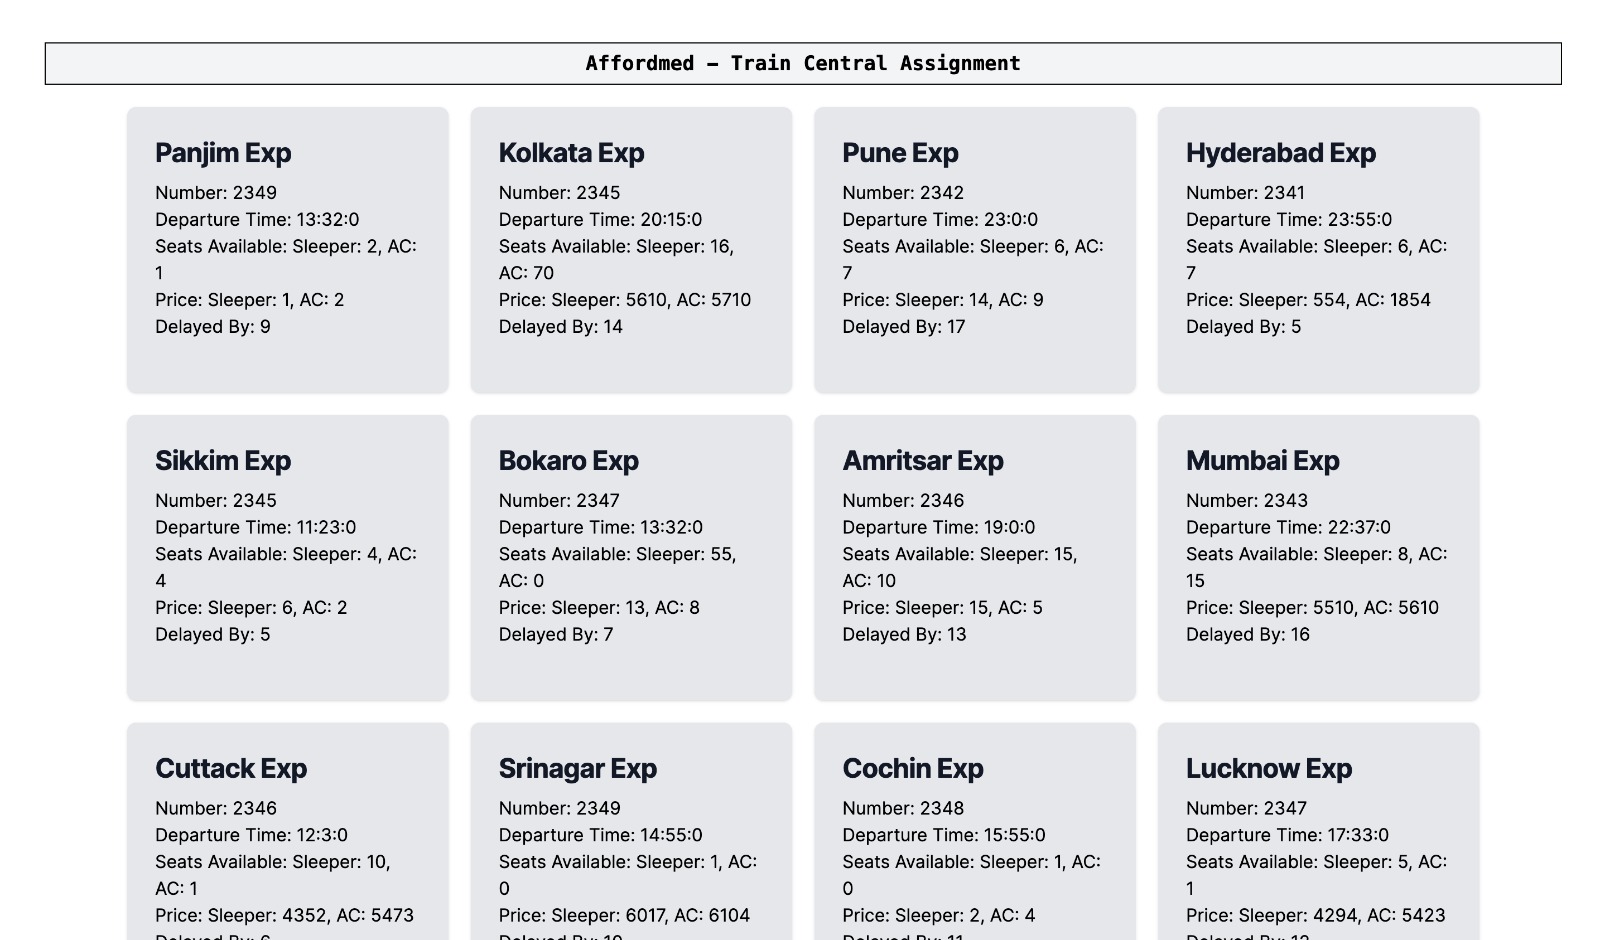 Affordmed – Train Central Assignment
Panjim Exp
Number: 2349
Departure Time: 13:32:0
Seats Available: Sleeper: 2, AC:
1
Price: Sleeper: 1, AC: 2
Delayed By: 9
Kolkata Exp
Number: 2345
Departure Time: 20:15:0
Seats Available: Sleeper: 16,
AC: 70
Price: Sleeper: 5610, AC: 5710
Delayed By: 14
Pune Exp
Number: 2342
Departure Time: 23:0:0
Seats Available: Sleeper: 6, AC:
7
Price: Sleeper: 14, AC: 9
Delayed By: 17
Hyderabad Exp
Number: 2341
Departure Time: 23:55:0
Seats Available: Sleeper: 6, AC:
7
Price: Sleeper: 554, AC: 1854
Delayed By: 5
Sikkim Exp
Number: 2345
Departure Time: 11:23:0
Seats Available: Sleeper: 4, AC:
4
Price: Sleeper: 6, AC: 2
Delayed By: 5
Bokaro Exp
Number: 2347
Departure Time: 13:32:0
Seats Available: Sleeper: 55,
AC: 0
Price: Sleeper: 13, AC: 8
Delayed By: 7
Amritsar Exp
Number: 2346
Departure Time: 19:0:0
Seats Available: Sleeper: 15,
AC: 10
Price: Sleeper: 15, AC: 5
Delayed By: 13
Mumbai Exp
Number: 2343
Departure Time: 22:37:0
Seats Available: Sleeper: 8, AC:
15
Price: Sleeper: 5510, AC: 5610
Delayed By: 16
Cuttack Exp
Number: 2346
Departure Time: 12:3:0
Seats Available: Sleeper: 10,
AC: 1
Price: Sleeper: 4352, AC: 5473
Delayed By:
Srinagar Exp
Number: 2349
Departure Time: 14:55:0
Seats Available: Sleeper: 1, AC:
0
Price: Sleeper: 6017, AC: 6104
Delayed By:
Cochin Exp
Number: 2348
Departure Time: 15:55:0
Seats Available: Sleeper: 1, AC:
0
Price: Sleeper: 2, AC: 4
Delayed By:
Lucknow Exp
Number: 2347
Departure Time: 17:33:0
Seats Available: Sleeper: 5, AC:
1
Price: Sleeper: 4294, AC: 5423
Delayed By: